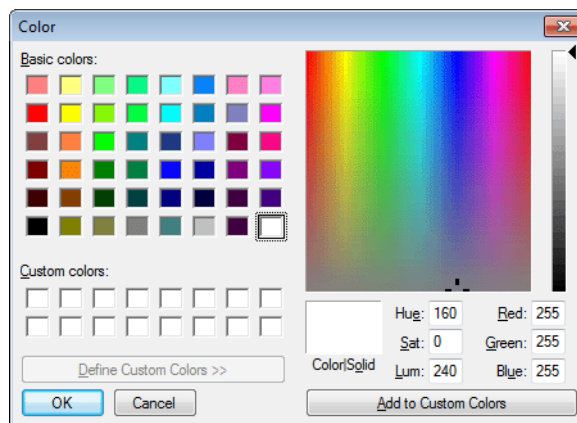 Color
Basic colors:
Custom colors:
Define Custom Colors >>
OK
Cancel
Color|Solid
Hue: 160
Sat: 0
Lum: 240
Red: 255
Green: 255
Blue: 255
Add to Custom Colors